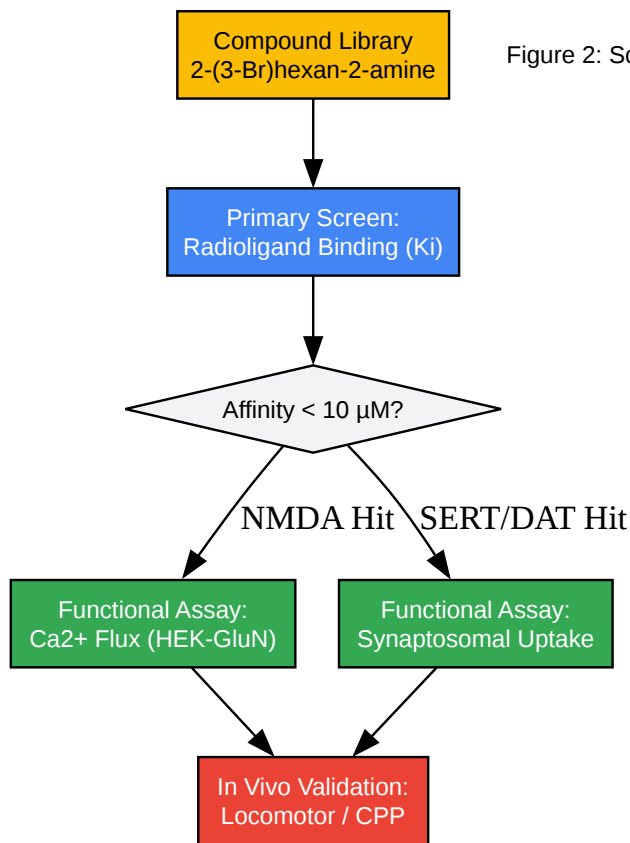 Compound Library
2-(3-Br)hexan-2-amine
Figure 2: Sc
Primary Screen:
Radioligand Binding (Ki)
Affinity < 10 µM?
NMDA Hit
SERT/DAT Hit
Functional Assay:
Ca2+ Flux (HEK-GluN)
Functional Assay:
Synaptosomal Uptake
In Vivo Validation:
Locomotor / CPP